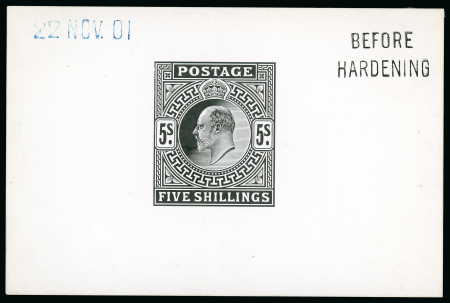 22 NOV. 01
BEFORE
HARDENING
POSTAGE
5S. 5S.
FIVE SHILLINGS